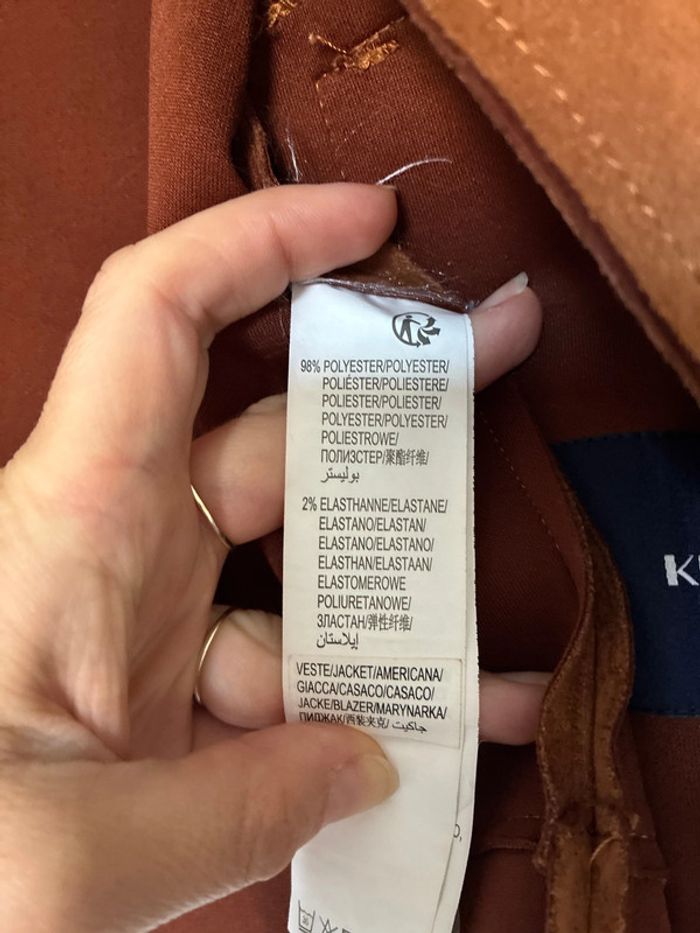 98% POLYESTER/POLYESTER/
POLIÉSTER/POLIESTERE/
POLIESTER/POLIESTER/
POLYESTER/POLYESTER/
POLIESTROWE/
ПОЛИЭСТЕР/聚酯纤维/
بوليستر
2% ELASTHANNE/ELASTANE/
ELASTANO/ELASTAN/
ELASTANO/ELASTANO/
ELASTHAN/ELASTAAN/
ELASTOMEROWE
POLIURETANOWE/
ЭЛАСТАН/弹性纤维/
إيلاستان
VESTE/JACKET/AMERICANA/
GIACCA/CASACO/CASACO/
JACKE/BLAZER/MARYNARKA/
ПИДЖАК/西装夹克/ جاكيت